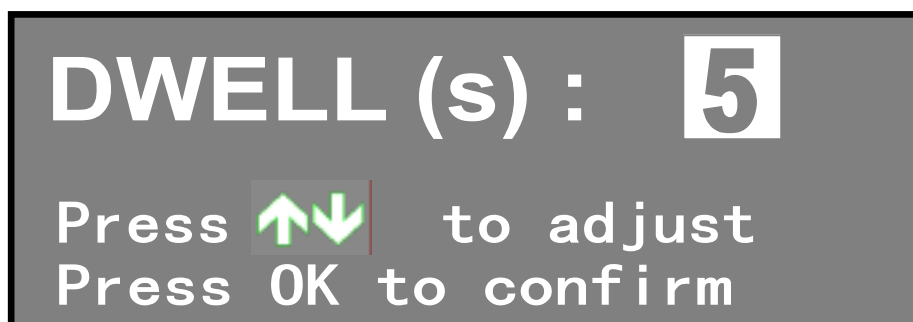 DWELL (s) : 5
Press ↑↓ to adjust
Press OK to confirm